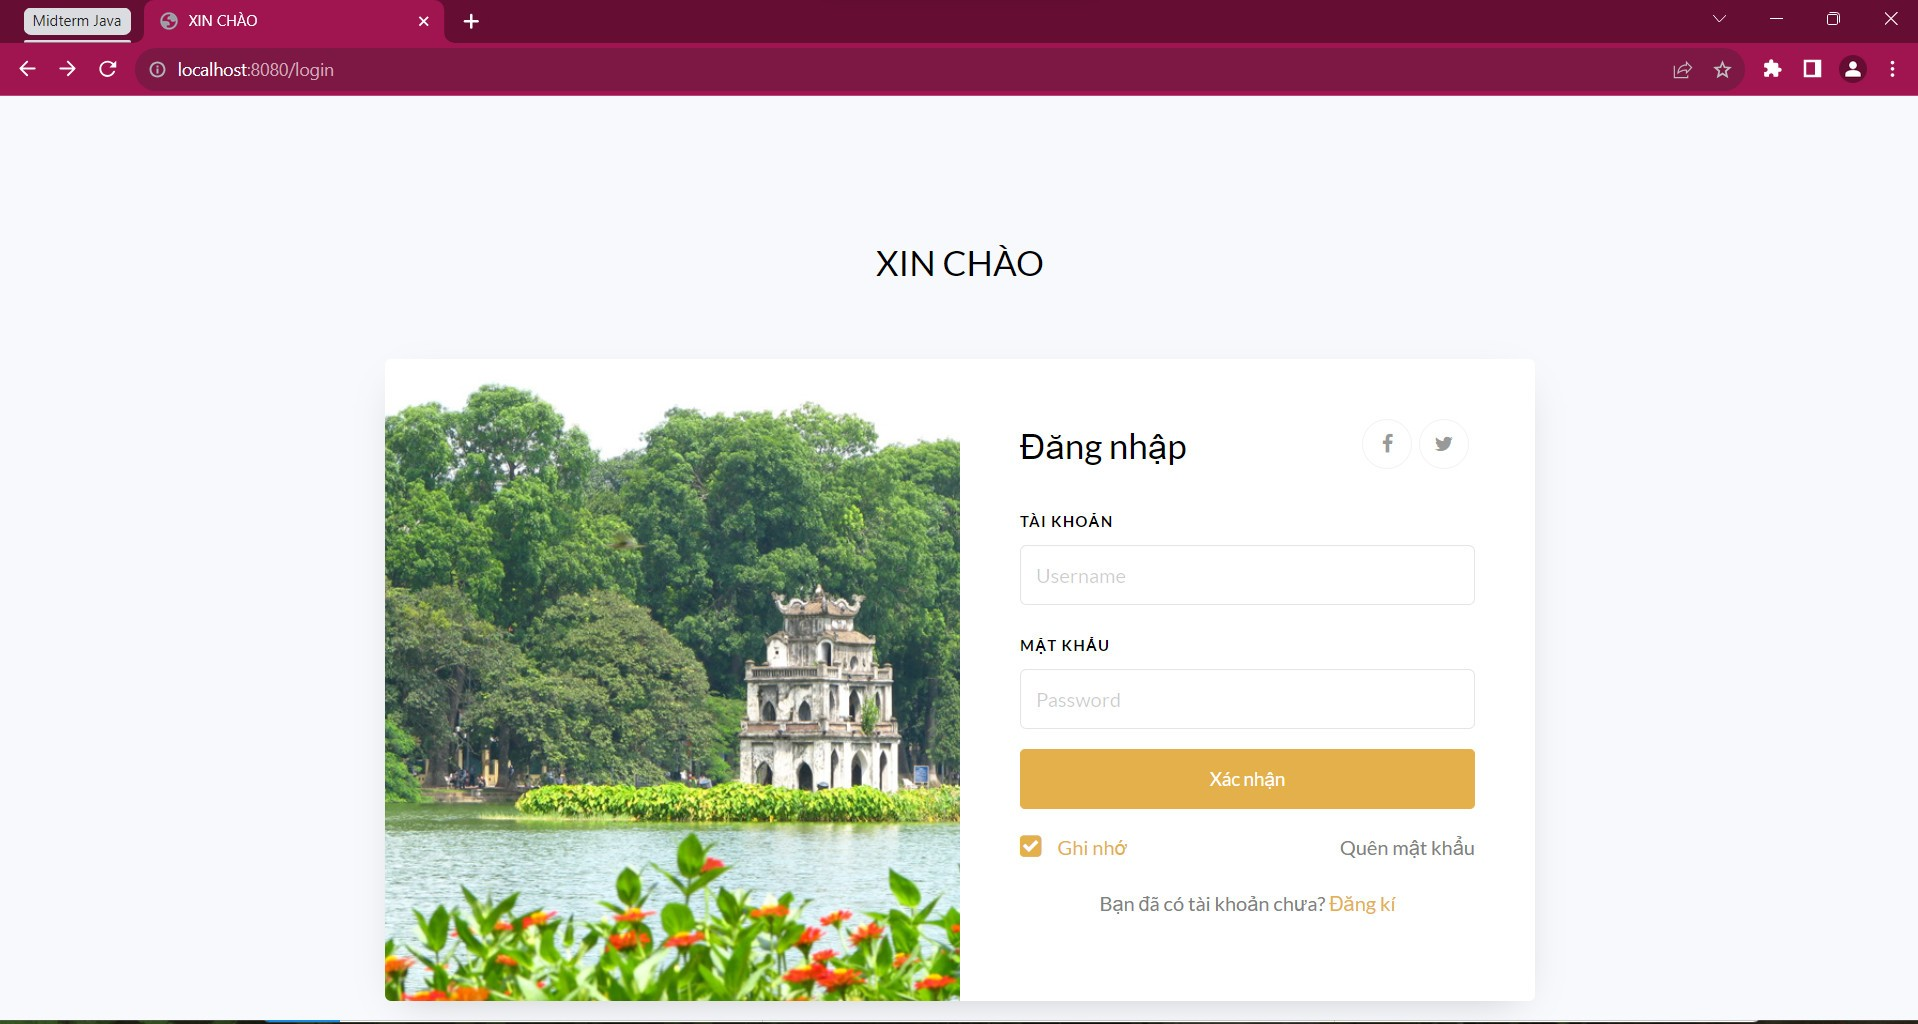 Midterm Java
XIN CHÀO
localhost:8080/login
XIN CHÀO
Đăng nhập
TÀI KHOẢN
Username
MẬT KHẨU
Password
Xác nhận
Ghi nhớ
Quên mật khẩu
Bạn đã có tài khoản chưa? Đăng kí